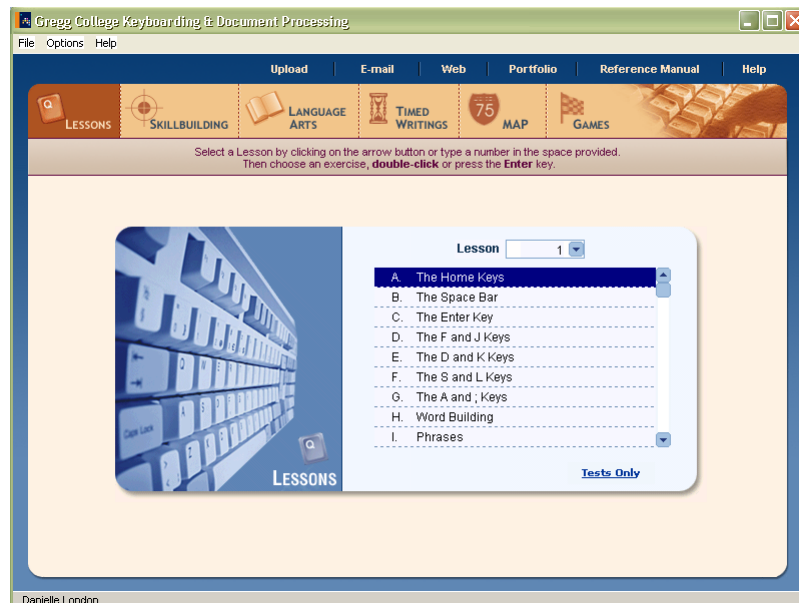 Gregg College Keyboarding & Document Processing
File Options Help
Upload E-mail Web Portfolio Reference Manual Help
LESSONS SKILLBUILDING LANGUAGE ARTS TIMED WRITINGS 75 MAP GAMES
Select a Lesson by clicking on the arrow button or type a number in the space provided.
Then choose an exercise, double-click or press the Enter key.
Lesson 1
A. The Home Keys
B. The Space Bar
C. The Enter Key
D. The F and J Keys
E. The D and K Keys
F. The S and L Keys
G. The A and ; Keys
H. Word Building
I. Phrases
Caps Lock
Q
LESSONS
Tests Only
Danielle London